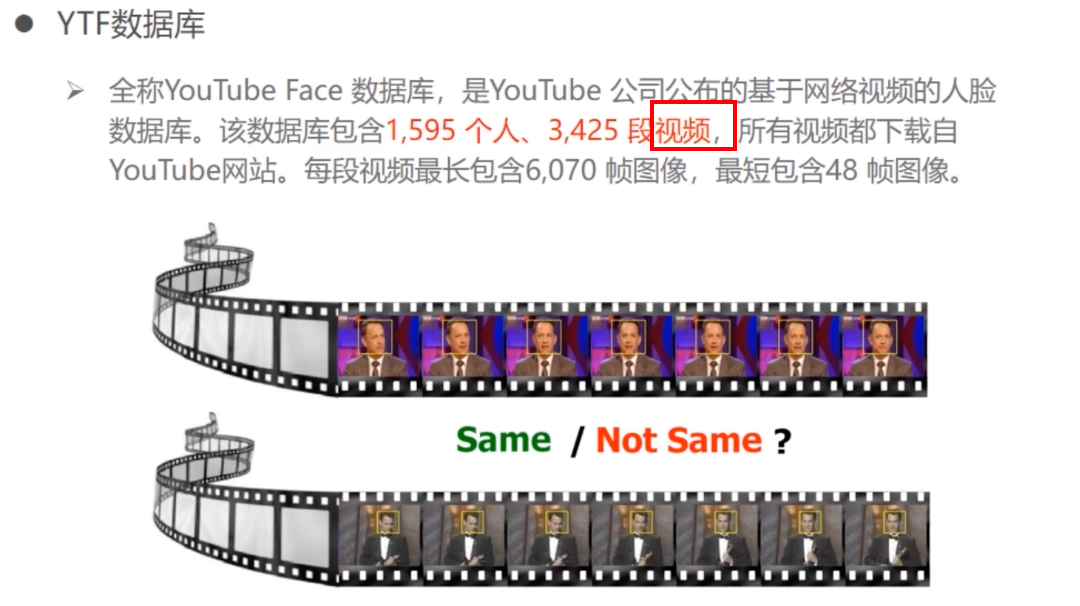 ● YTF数据库
➢ 全称YouTube Face 数据库，是YouTube 公司公布的基于网络视频的人脸
数据库。该数据库包含1,595 个人、3,425 段视频，所有视频都下载自
YouTube网站。每段视频最长包含6,070 帧图像，最短包含48 帧图像。
Same / Not Same ?